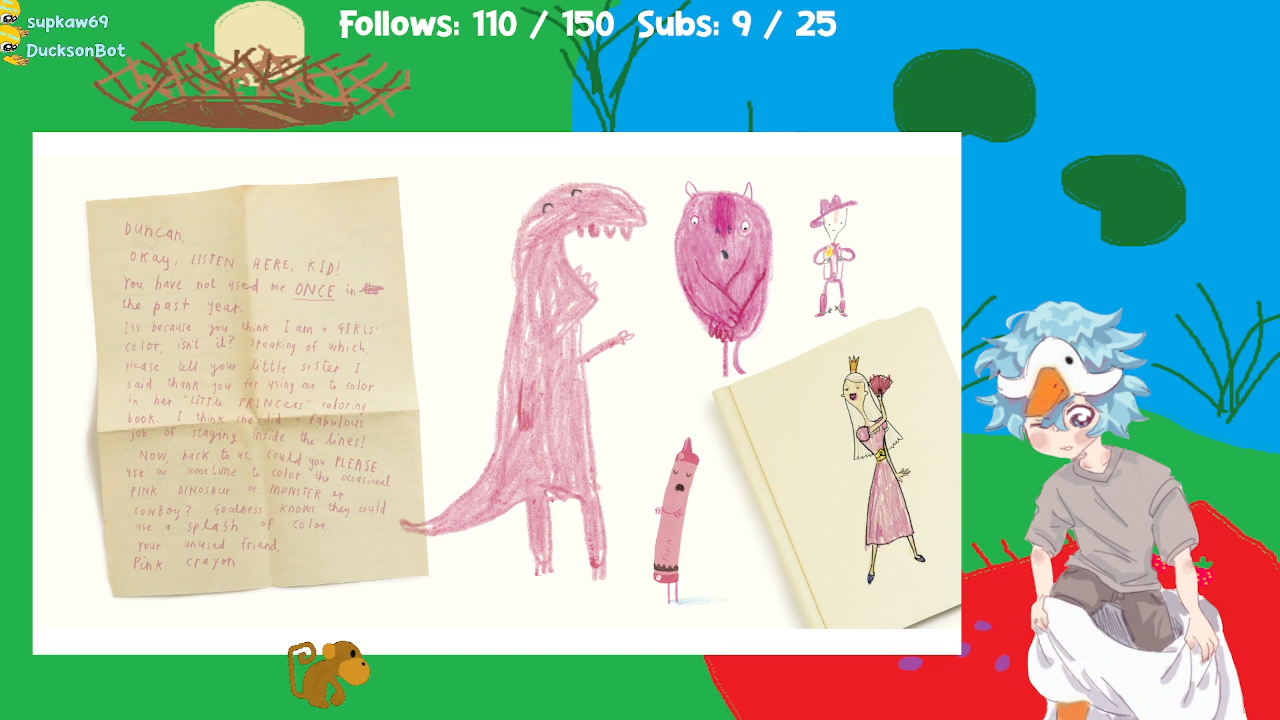 supkaw69
DucksonBot
Follows: 110 / 150 Subs: 9 / 25
Duncan,
Okay, LISTEN HERE, KID!
You have not used me ONCE in
the past year.
It's because you think I am a GIRLS'
color, isn't it? Speaking of which,
please tell your little sister I
said thank you for using me to color
in her "LITTLE PRINCESS" coloring
book. I think she did a fabulous
job of staying inside the lines!
Now, back to us. Could you PLEASE
use me sometime to color the occasional
PINK DINOSAUR or MONSTER or
COWBOY? Goodness knows they could
use a splash of color.
Your unused friend,
Pink crayon